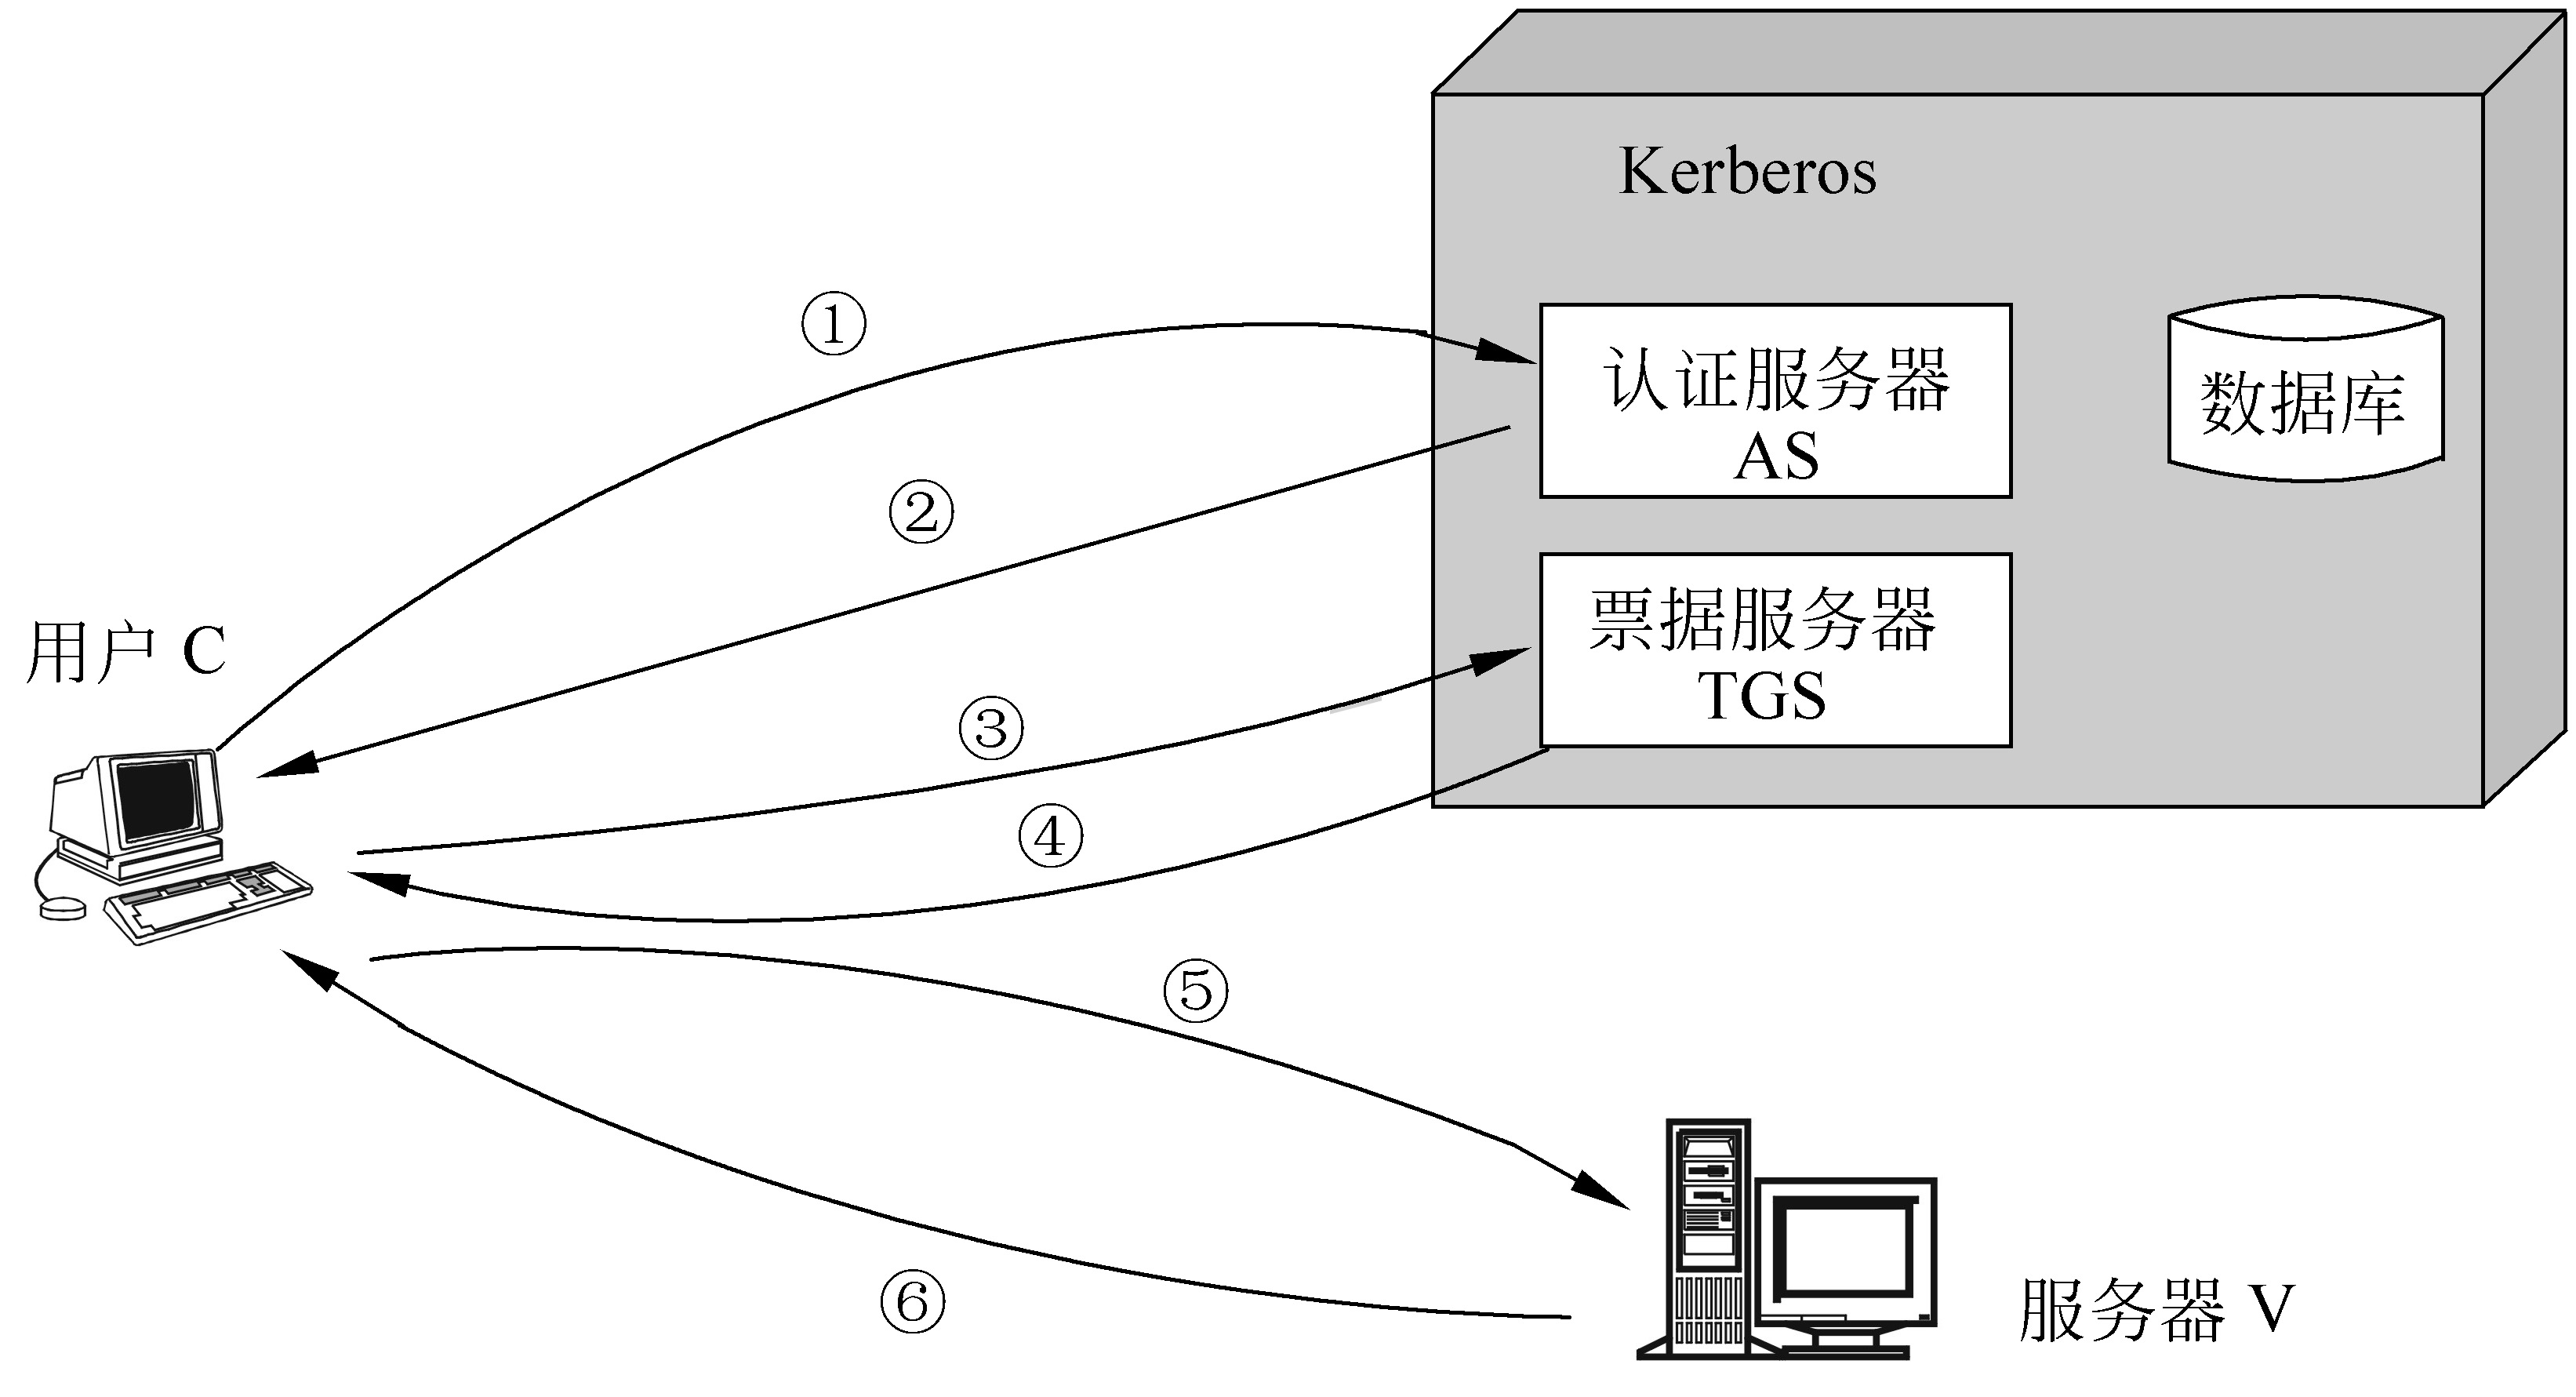 Kerberos
①
认证服务器
AS
数据库
②
用户 C
票据服务器
TGS
③
④
⑤
⑥
服务器 V